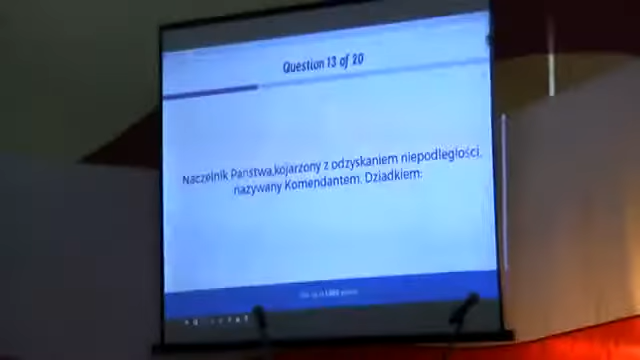 Question 13 of 20
Naczelnik Państwa,kojarzony z odzyskaniem niepodległości,
nazywany Komendantem, Dziadkiem: